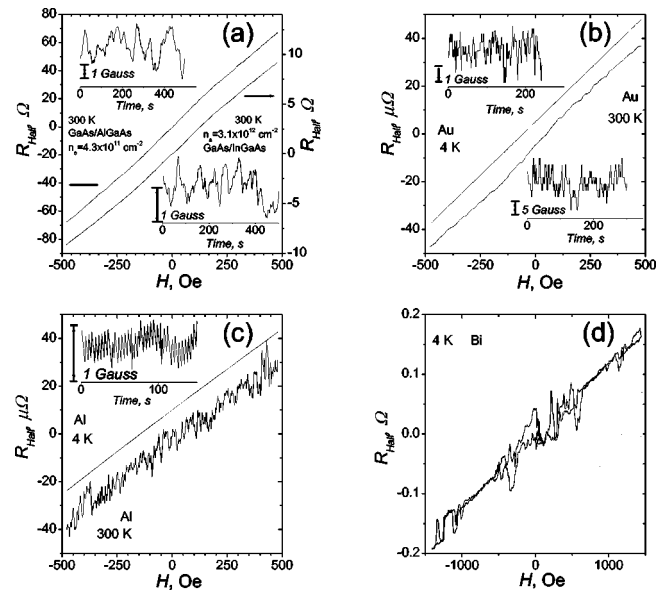 (a)
80
60
40
20
0
-20
-40
-60
-80
R_Hall, Ω
10
5
0
-5
-10
R_Hall, Ω
1 Gauss
0 200 400
Time, s
300 K
GaAs/AlGaAs
n_s=4.3x10^11 cm^-2
300 K
n_s=3.1x10^12 cm^-2
GaAs/InGaAs
1 Gauss
0 200 400
Time, s
-500 -250 0 250 500
H, Oe
(b)
40
20
0
-20
-40
R_Hall, μΩ
1 Gauss
0 200
Time, s
Au
4 K
Au
300 K
5 Gauss
0 200
Time, s
-500 -250 0 250 500
H, Oe
(c)
40
20
0
-20
-40
R_Hall, μΩ
1 Gauss
0 100
Time, s
Al
4 K
Al
300 K
-500 -250 0 250 500
H, Oe
(d)
0.2
0.1
0.0
-0.1
-0.2
R_Hall, Ω
4 K Bi
-1000 0 1000
H, Oe